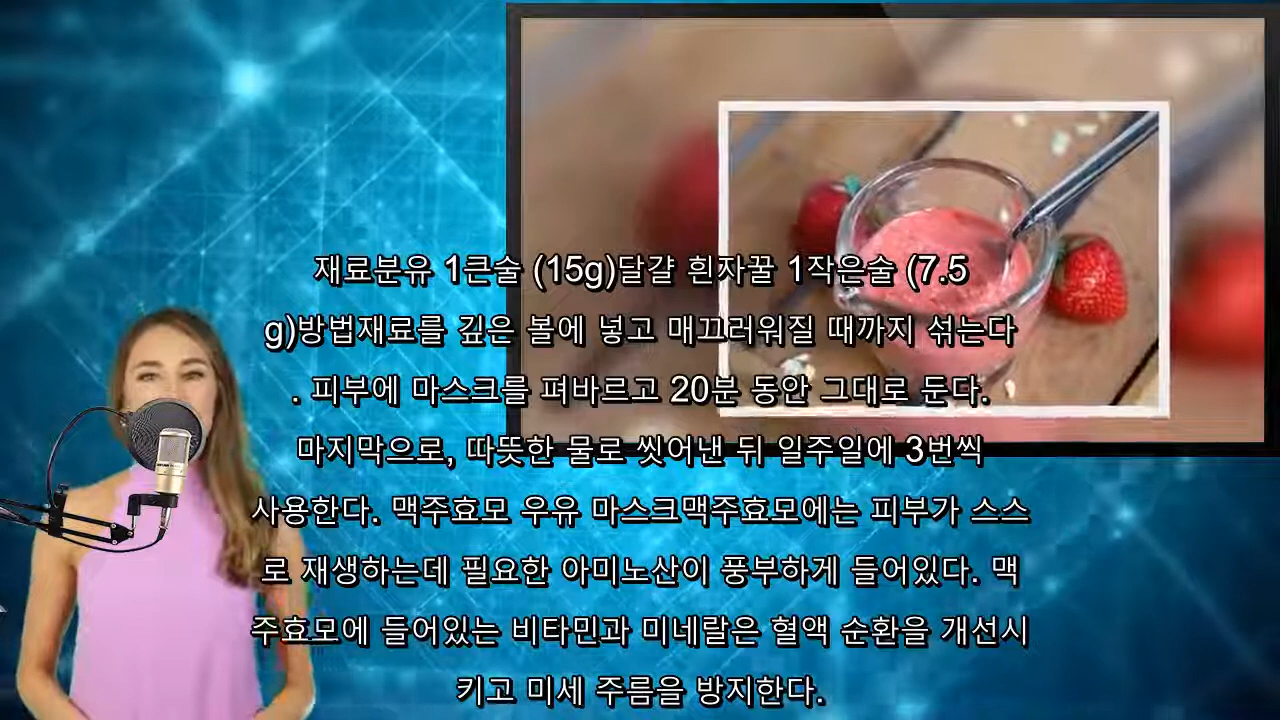 재료분유 1큰술 (15g)달걀 흰자꿀 1작은술 (7.5
g)방법재료를 깊은 볼에 넣고 매끄러워질 때까지 섞는다
. 피부에 마스크를 펴바르고 20분 동안 그대로 둔다.
마지막으로, 따뜻한 물로 씻어낸 뒤 일주일에 3번씩
사용한다. 맥주효모 우유 마스크맥주효모에는 피부가 스스
로 재생하는데 필요한 아미노산이 풍부하게 들어있다. 맥
주효모에 들어있는 비타민과 미네랄은 혈액 순환을 개선시
키고 미세 주름을 방지한다.